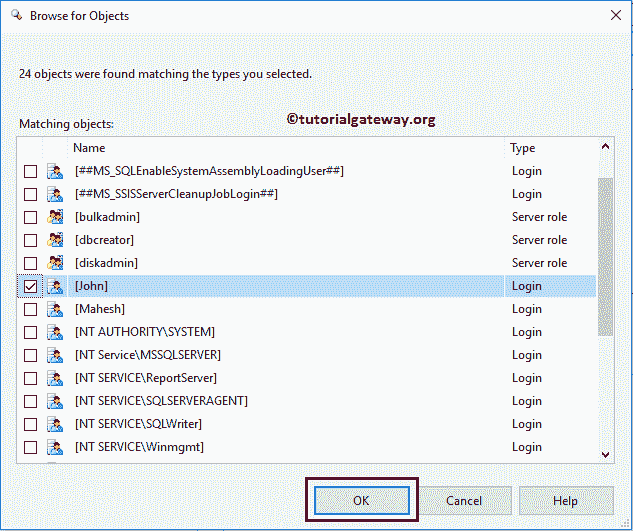 Browse for Objects
24 objects were found matching the types you selected.
©tutorialgateway.org
Matching objects:
Name Type
[##MS_SQLEnableSystemAssemblyLoadingUser##] Login
[##MS_SSISServerCleanupJobLogin##] Login
[bulkadmin] Server role
[dbcreator] Server role
[diskadmin] Server role
[John] Login
[Mahesh] Login
[NT AUTHORITY\SYSTEM] Login
[NT Service\MSSQLSERVER] Login
[NT SERVICE\ReportServer] Login
[NT SERVICE\SQLSERVERAGENT] Login
[NT SERVICE\SQLWriter] Login
[NT SERVICE\Winmgmt] Login
OK Cancel Help